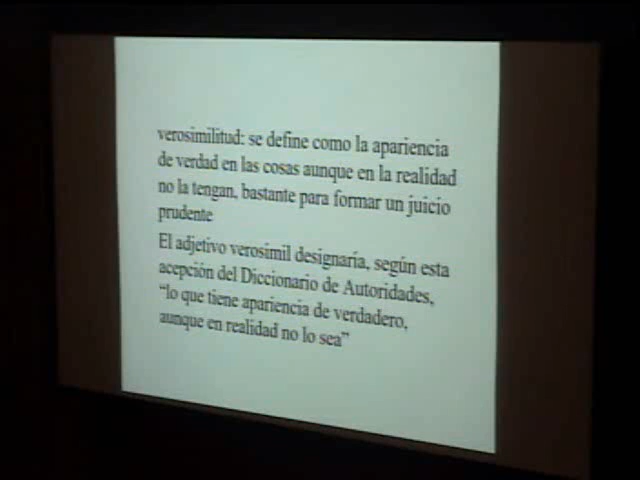 verosimilitud: se define como la apariencia
de verdad en las cosas aunque en la realidad
no la tengan, bastante para formar un juicio
prudente
El adjetivo verosimil designaría, según esta
acepción del Diccionario de Autoridades,
“lo que tiene apariencia de verdadero,
aunque en realidad no lo sea”